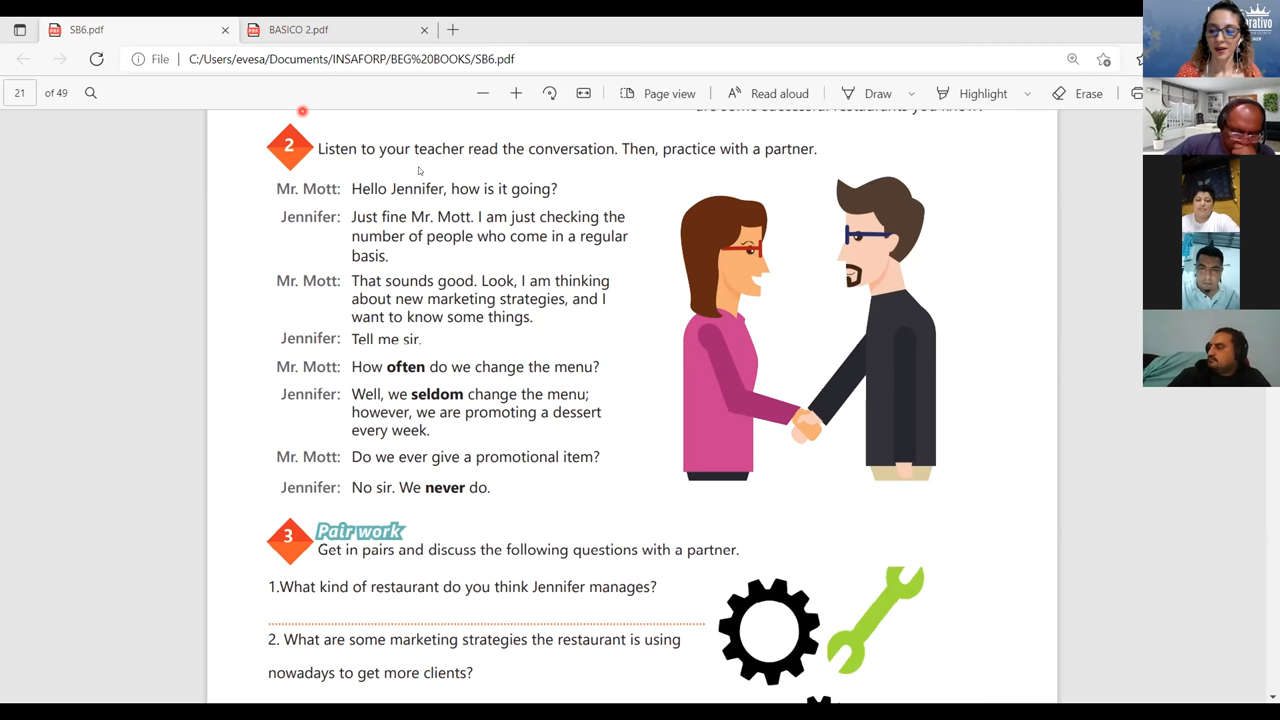 SB6.pdf
BASICO 2.pdf
File C:/Users/evesa/Documents/INSAFORP/BEG%20BOOKS/SB6.pdf
21 of 49 Page view Read aloud Draw Highlight Erase
are some successful restaurants you know?
2 Listen to your teacher read the conversation. Then, practice with a partner.
Mr. Mott: Hello Jennifer, how is it going?
Jennifer: Just fine Mr. Mott. I am just checking the
number of people who come in a regular
basis.
Mr. Mott: That sounds good. Look, I am thinking
about new marketing strategies, and I
want to know some things.
Jennifer: Tell me sir.
Mr. Mott: How often do we change the menu?
Jennifer: Well, we seldom change the menu;
however, we are promoting a dessert
every week.
Mr. Mott: Do we ever give a promotional item?
Jennifer: No sir. We never do.
3 Pair work
Get in pairs and discuss the following questions with a partner.
1.What kind of restaurant do you think Jennifer manages?
2. What are some marketing strategies the restaurant is using
nowadays to get more clients?